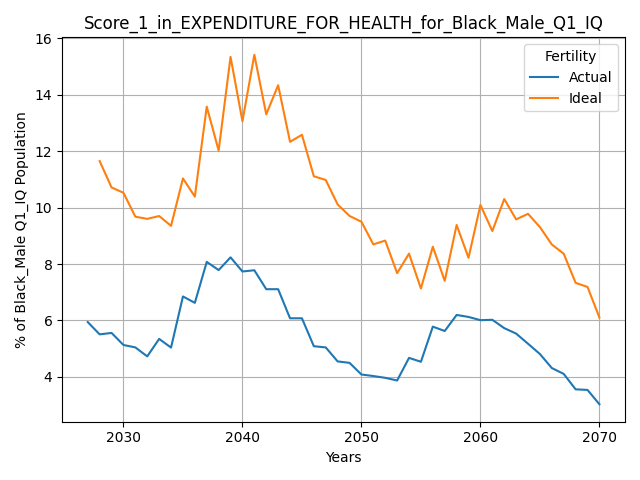 Score_1_in_EXPENDITURE_FOR_HEALTH_for_Black_Male_Q1_IQ
16
14
12
10
8
6
4
% of Black_Male Q1_IQ Population
Fertility
Actual
Ideal
2030
2040
2050
2060
2070
Years